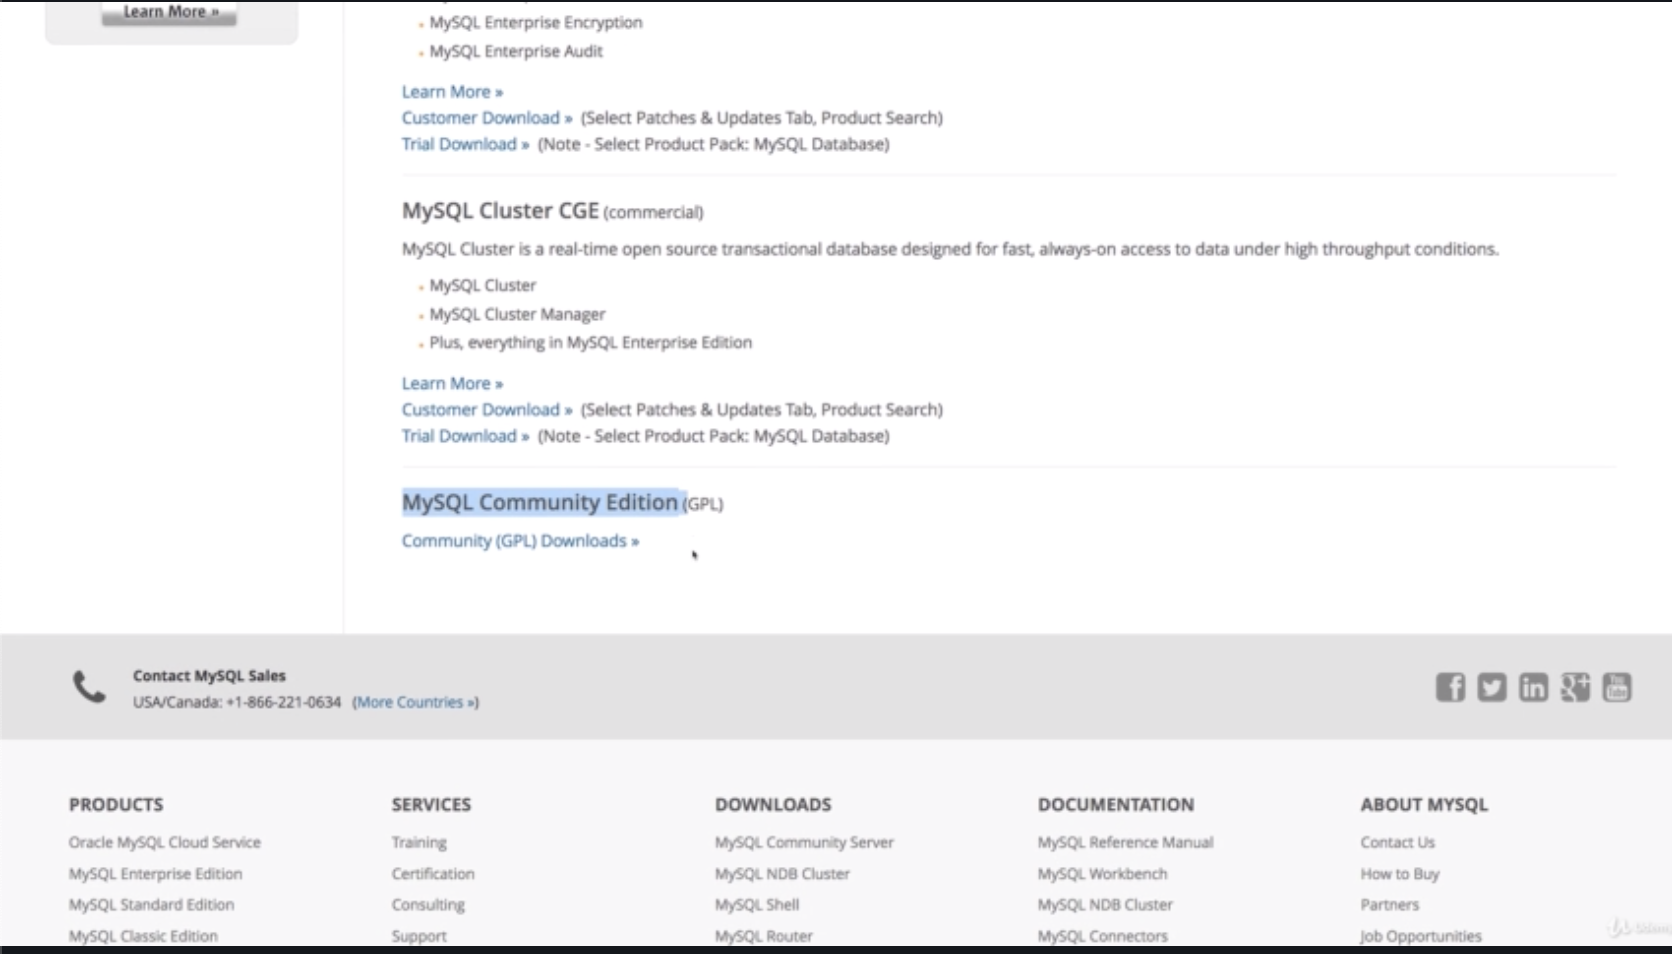 Learn More »
MySQL Enterprise Encryption
MySQL Enterprise Audit
Learn More »
Customer Download » (Select Patches & Updates Tab, Product Search)
Trial Download » (Note - Select Product Pack: MySQL Database)
MySQL Cluster CGE (commercial)
MySQL Cluster is a real-time open source transactional database designed for fast, always-on access to data under high throughput conditions.
MySQL Cluster
MySQL Cluster Manager
Plus, everything in MySQL Enterprise Edition
Learn More »
Customer Download » (Select Patches & Updates Tab, Product Search)
Trial Download » (Note - Select Product Pack: MySQL Database)
MySQL Community Edition (GPL)
Community (GPL) Downloads »
Contact MySQL Sales
USA/Canada: +1-866-221-0634 (More Countries »)
PRODUCTS
Oracle MySQL Cloud Service
MySQL Enterprise Edition
MySQL Standard Edition
MySQL Classic Edition
SERVICES
Training
Certification
Consulting
Support
DOWNLOADS
MySQL Community Server
MySQL NDB Cluster
MySQL Shell
MySQL Router
DOCUMENTATION
MySQL Reference Manual
MySQL Workbench
MySQL NDB Cluster
MySQL Connectors
ABOUT MYSQL
Contact Us
How to Buy
Partners
Job Opportunities